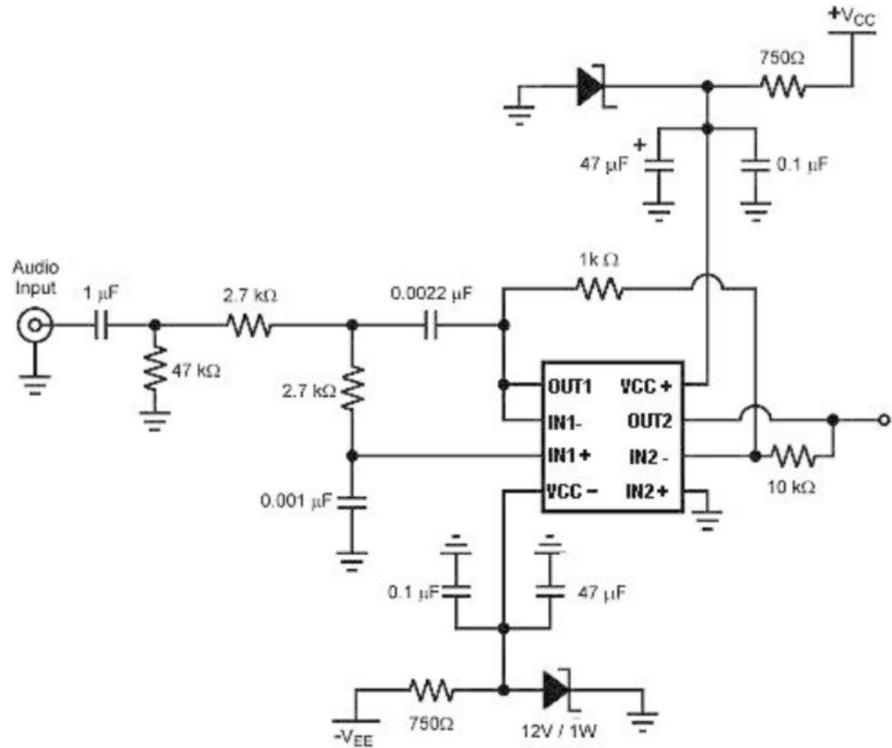 +VCC
750Ω
47 µF
+
0.1 µF
Audio
Input
1 µF
2.7 kΩ
0.0022 µF
1k Ω
47 kΩ
2.7 kΩ
OUT1
VCC +
IN1-
OUT2
IN1 +
IN2 -
VCC -
IN2 +
10 kΩ
0.001 µF
0.1 µF
47 µF
750Ω
12V / 1W
-VEE